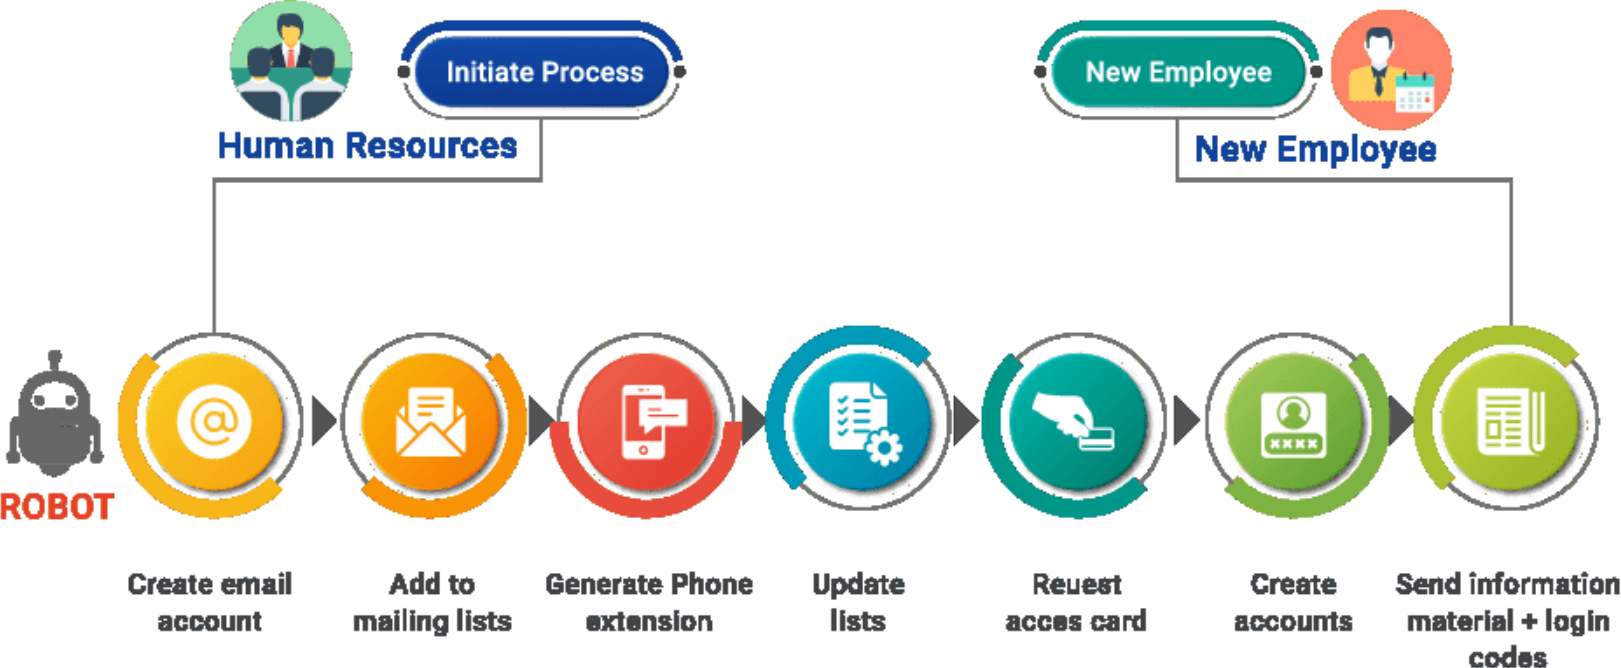 Initiate Process
New Employee
Human Resources
New Employee
ROBOT
Create email
account
Add to
mailing lists
Generate Phone
extension
Update
lists
Reuest
acces card
Create
accounts
Send information
material + login
codes